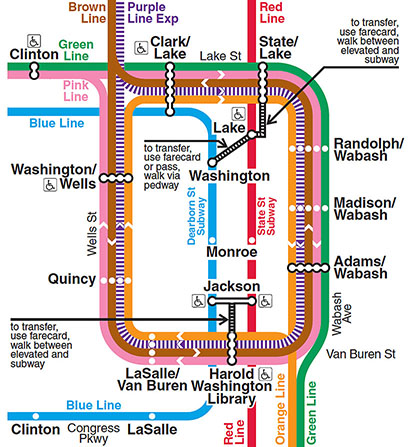 Brown
Line
Purple
Line Exp
Red
Line
to transfer,
use farecard,
walk between
elevated and
subway
Clinton
Green
Line
Clark/
Lake
Lake St
State/
Lake
Pink
Line
Blue Line
Lake
to transfer,
use farecard
or pass,
walk via
pedway
Washington
Randolph/
Wabash
Washington/
Wells
Madison/
Wabash
Wells St
Dearborn St
Subway
State St
Subway
Monroe
Adams/
Wabash
Quincy
Jackson
Wabash
Ave
to transfer,
use farecard,
walk between
elevated and
subway
Van Buren St
LaSalle/
Van Buren
Harold
Washington
Library
Blue Line
Clinton
Congress
Pkwy
LaSalle
Red
Line
Orange Line
Green Line